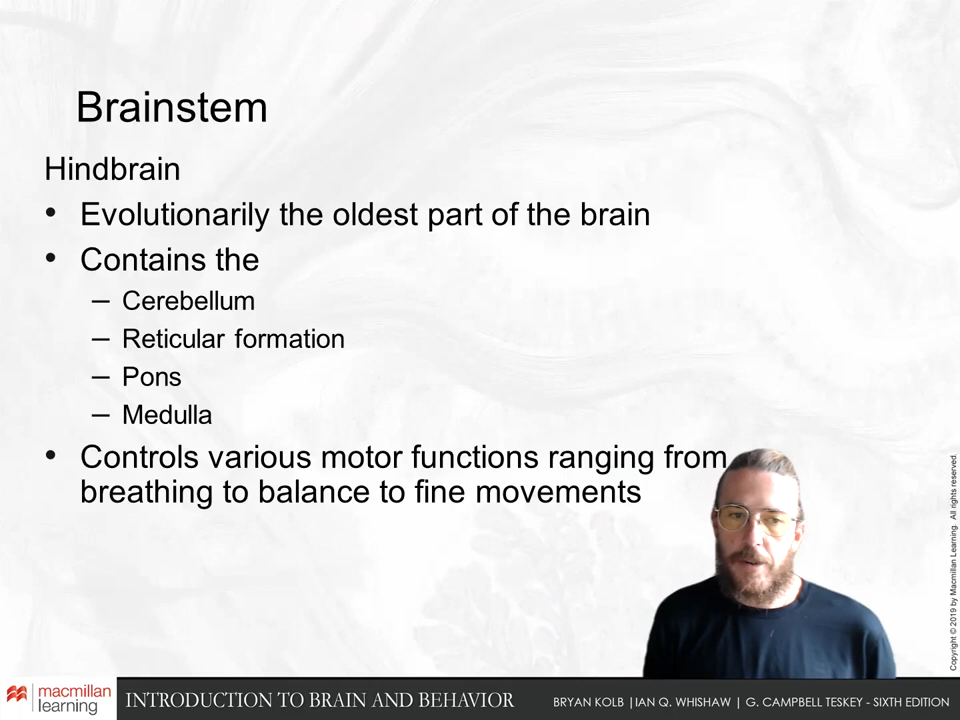 Brainstem
Hindbrain
• Evolutionarily the oldest part of the brain
• Contains the
– Cerebellum
– Reticular formation
– Pons
– Medulla
• Controls various motor functions ranging from
breathing to balance to fine movements
Copyright © 2019 by Macmillan Learning. All rights reserved.
macmillan
learning
INTRODUCTION TO BRAIN AND BEHAVIOR
BRYAN KOLB |IAN Q. WHISHAW | G. CAMPBELL TESKEY - SIXTH EDITION